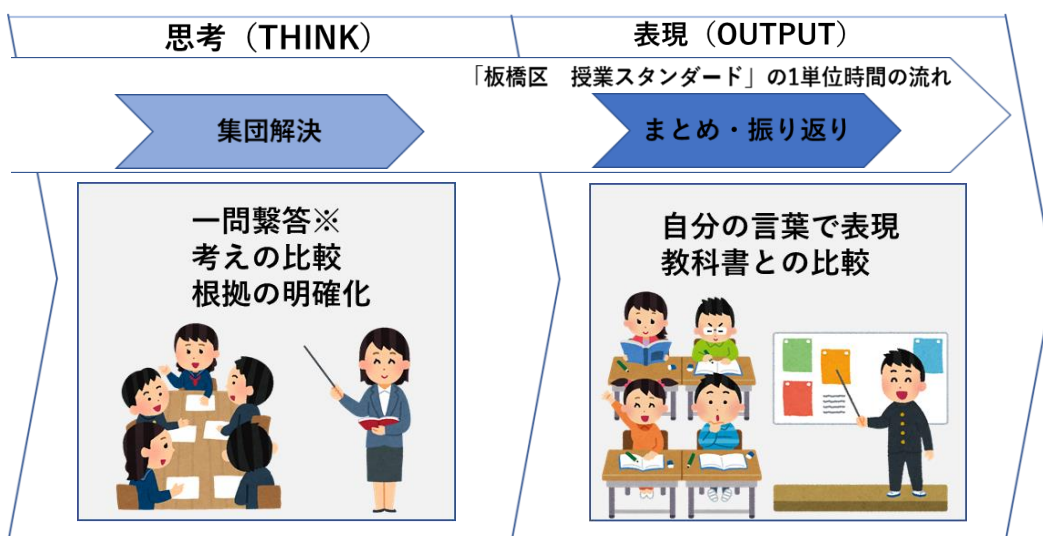 思考（THINK）
表現（OUTPUT）
「板橋区　授業スタンダード」の1単位時間の流れ
集団解決
まとめ・振り返り
一問繋答※
考えの比較
根拠の明確化
自分の言葉で表現
教科書との比較